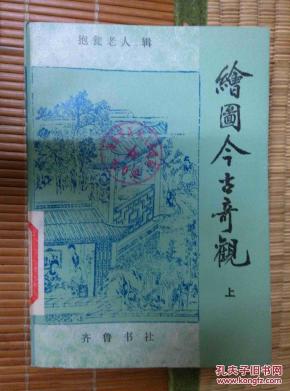 抱瓮老人 辑
繪圖今古奇觀
上
齐鲁书社
孔夫子旧书网